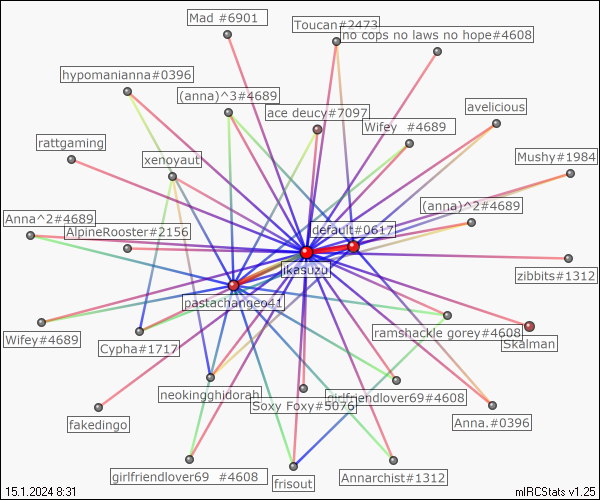 Mad #6901
Toucan#2473
no cops no laws no hope#4608
hypomanianna#0396
(anna)^3#4689
ace deucy#7097
avelicious
Wifey  #4689
rattgaming
xenoyaut
Mushy#1984
(anna)^2#4689
Anna^2#4689
AlpineRooster#2156
default#0617
zibbits#1312
jkasuzu
pastachangeo41
Wifey#4689
Cypha#1717
ramshackle gorey#4608
Skalman
neokingghidorah
Soxy Foxy#5076
girlfriendlover69#4608
fakedingo
Anna.#0396
girlfriendlover69  #4608
frisout
Annarchist#1312
15.1.2024 8:31
mIRCStats v1.25